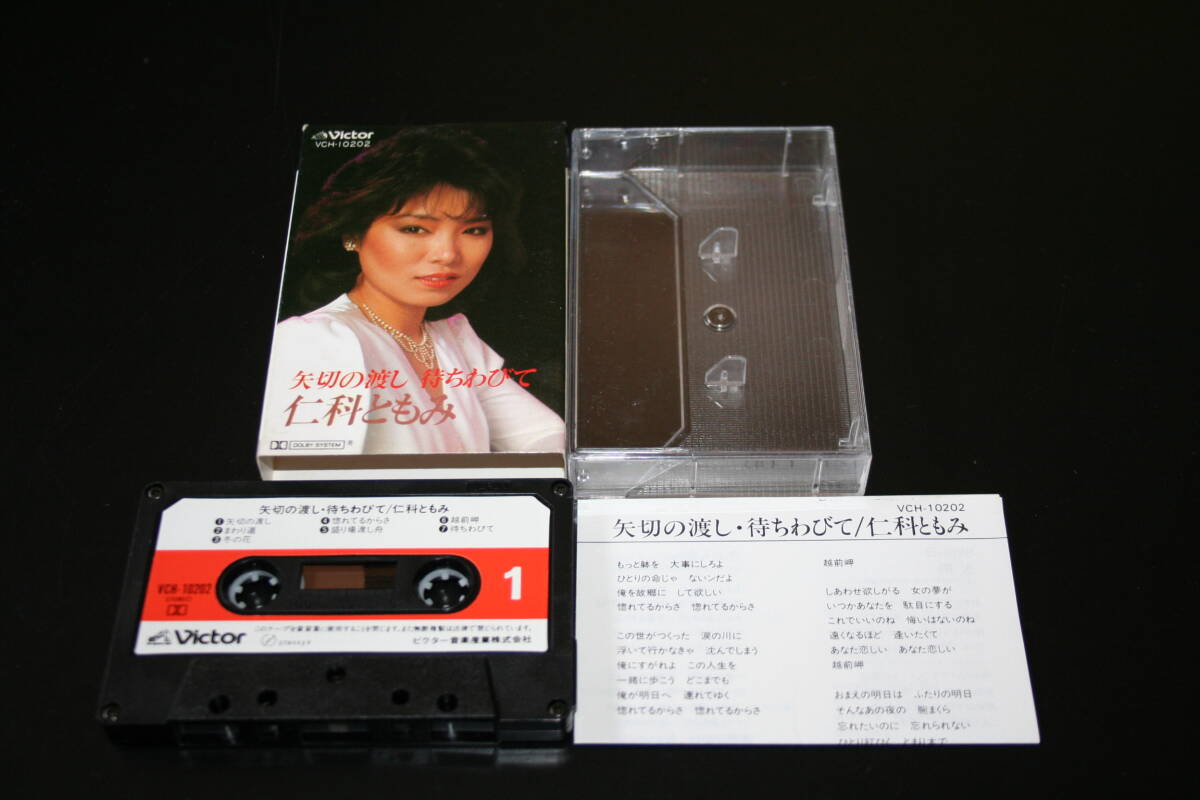 Victor
VCH-10202
矢切の渡し 待ちわびて
仁科ともみ
DOLBY SYSTEM
矢切の渡し・待ちわびて/仁科ともみ
1 矢切の渡し
2 まわり道
3 冬の花
4 惚れてるからさ
5 盛り場渡し舟
6 越前岬
7 待ちわびて
VCH-10202
STEREO
1
Victor
ビクター音楽産業株式会社
VCH-10202
矢切の渡し・待ちわびて/仁科ともみ
もっと躰を 大事にしろよ
ひとりの命じゃ ないンだよ
俺を故郷に して欲しい
惚れてるからさ 惚れてるからさ
この世がつくった 涙の川に
浮いて行かなきゃ 沈んでしまう
俺にすがれよ この人生を
一緒に歩こう どこまでも
俺が明日へ 連れてゆく
惚れてるからさ 惚れてるからさ
越前岬
しあわせ欲しがる 女の夢が
いつかあなたを 駄目にする
これでいいのね 悔いはないのね
遠くなるほど 逢いたくて
あなた恋しい あなた恋しい
越前岬
おまえの明日は ふたりの明日
そんなあの夜の 腕まくら
忘れたいのに 忘れられない